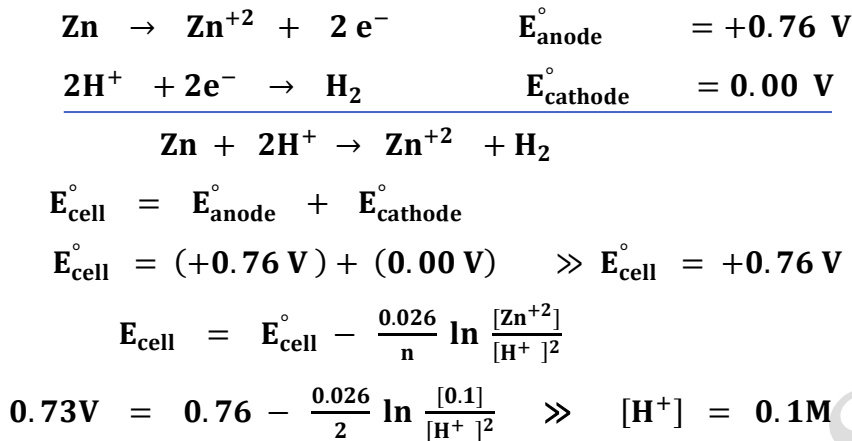 Zn → Zn⁺² + 2 e⁻ E°anode = +0.76 V
2H⁺ + 2e⁻ → H₂ E°cathode = 0.00 V
Zn + 2H⁺ → Zn⁺² + H₂
E°cell = E°anode + E°cathode
E°cell = (+0.76 V) + (0.00 V) ≫ E°cell = +0.76 V
Ecell = E°cell − 0.026/n ln [Zn⁺²]/[H⁺]²
0.73V = 0.76 − 0.026/2 ln [0.1]/[H⁺]² ≫ [H⁺] = 0.1M